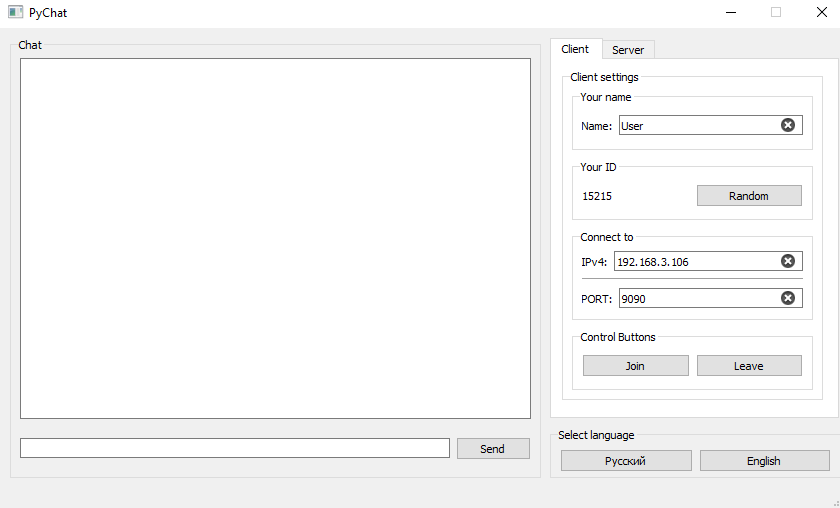 PyChat
Chat
Send
Client
Server
Client settings
Your name
Name: User
Your ID
15215 Random
Connect to
IPv4: 192.168.3.106
PORT: 9090
Control Buttons
Join Leave
Select language
Русский English